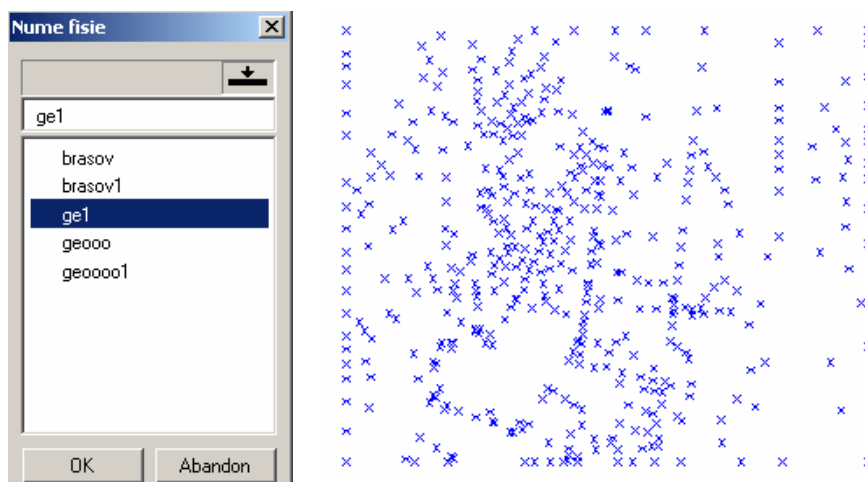 Nume fisie
ge1
brasov
brasov1
ge1
geooo
geoooo1
OK
Abandon